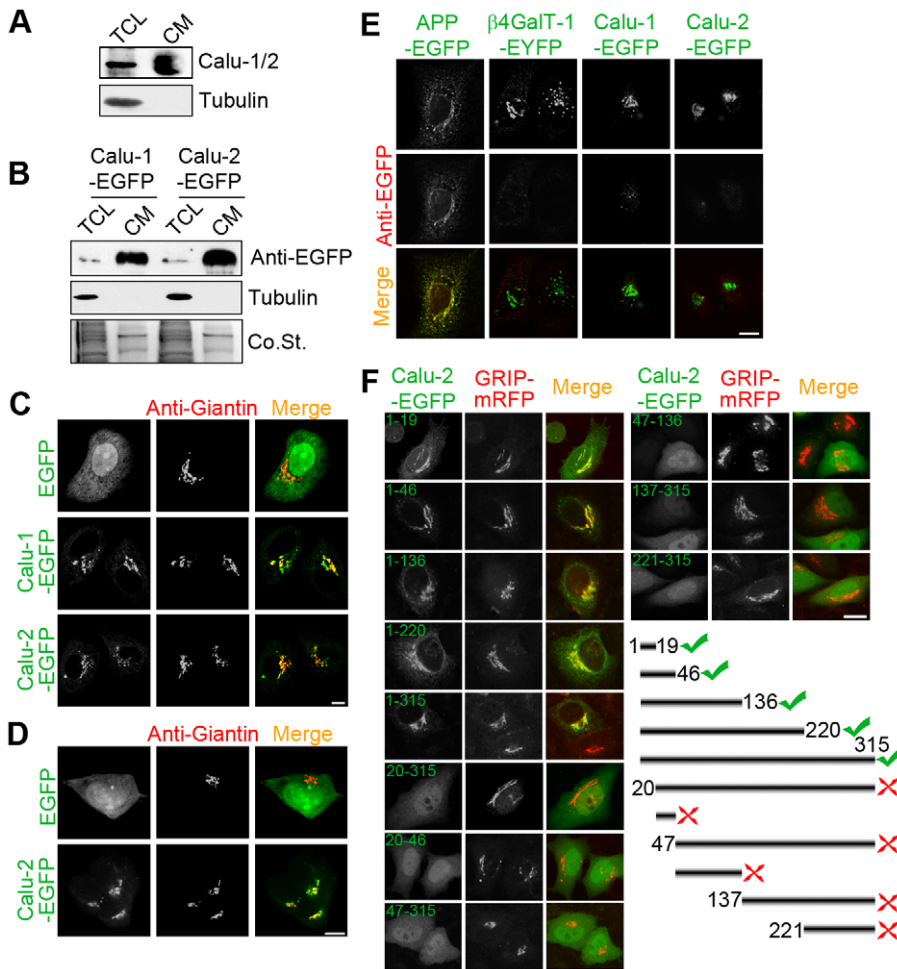 A
TCL CM
Calu-1/2
Tubulin
B
Calu-1 Calu-2
-EGFP -EGFP
TCL CM TCL CM
Anti-EGFP
Tubulin
Co.St.
C
Anti-Giantin Merge
EGFP
Calu-1
-EGFP
Calu-2
-EGFP
D
Anti-Giantin Merge
EGFP
Calu-2
-EGFP
E
APP β4GalT-1 Calu-1 Calu-2
-EGFP -EYFP -EGFP -EGFP
Anti-EGFP
Merge
F
Calu-2 GRIP- Merge
-EGFP mRFP
1-19
1-46
1-136
1-220
1-315
20-315
20-46
47-315
Calu-2 GRIP- Merge
-EGFP mRFP
47-136
137-315
221-315
1 19
46
136
220
315
20
47
137
221